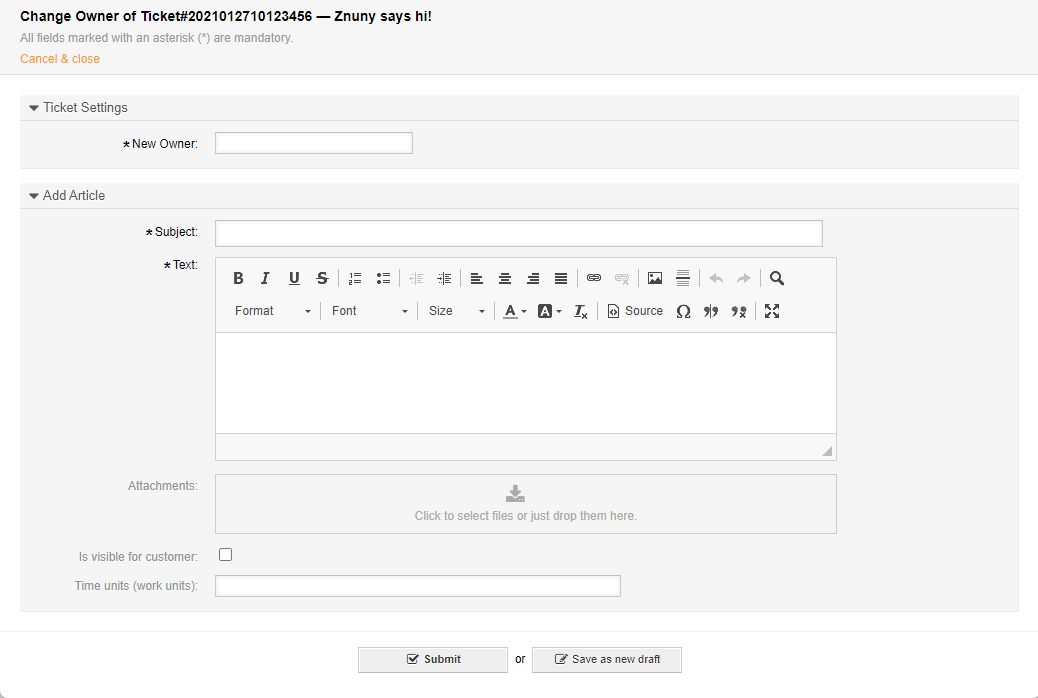 Change Owner of Ticket#2021012710123456 — Znuny says hi!
All fields marked with an asterisk (*) are mandatory.
Cancel & close
Ticket Settings
* New Owner:
Add Article
* Subject:
* Text:
B I U S
Format Font Size A A Tx Source Ω
Attachments:
Click to select files or just drop them here.
Is visible for customer:
Time units (work units):
Submit or Save as new draft